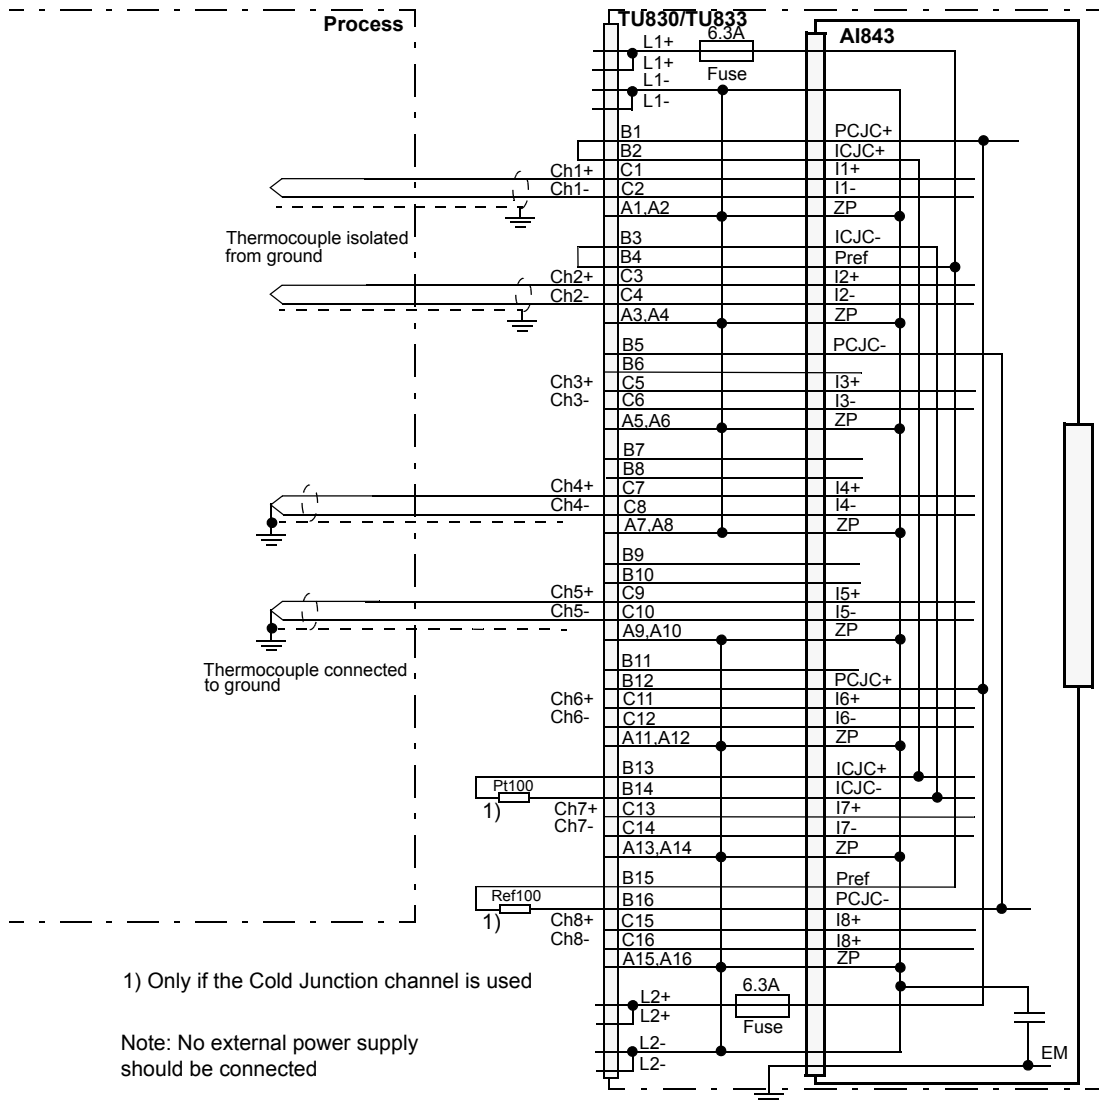 Process
TU830/TU833
AI843
L1+
6.3A
L1+
Fuse
L1-
L1-
B1 PCJC+
B2 ICJC+
Ch1+ C1 I1+
Ch1- C2 I1-
A1,A2 ZP
Thermocouple isolated
from ground
B3 ICJC-
B4 Pref
Ch2+ C3 I2+
Ch2- C4 I2-
A3,A4 ZP
B5 PCJC-
B6
Ch3+ C5 I3+
Ch3- C6 I3-
A5,A6 ZP
B7
B8
Ch4+ C7 I4+
Ch4- C8 I4-
A7,A8 ZP
B9
B10
Ch5+ C9 I5+
Ch5- C10 I5-
A9,A10 ZP
Thermocouple connected
to ground
B11
B12 PCJC+
Ch6+ C11 I6+
Ch6- C12 I6-
A11,A12 ZP
B13 ICJC+
Pt100 B14 ICJC-
1) Ch7+ C13 I7+
Ch7- C14 I7-
A13,A14 ZP
B15 Pref
Ref100 B16 PCJC-
1) Ch8+ C15 I8+
Ch8- C16 I8+
A15,A16 ZP
1) Only if the Cold Junction channel is used
L2+
6.3A
L2+
Fuse
L2-
L2-
EM
Note: No external power supply
should be connected